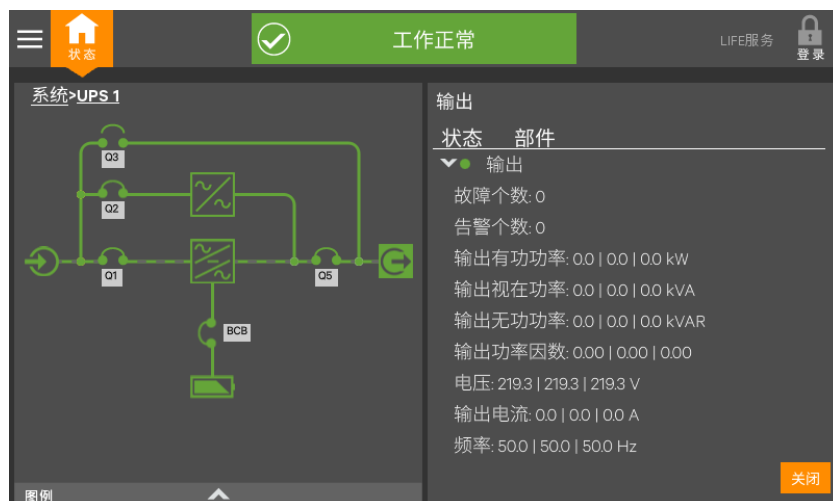 状态
工作正常
LIFE服务
登录
系统>UPS 1
Q3
Q2
Q1
Q5
BCB
图例
输出
状态 部件
输出
故障个数: 0
告警个数: 0
输出有功功率: 0.0 | 0.0 | 0.0 kW
输出视在功率: 0.0 | 0.0 | 0.0 kVA
输出无功功率: 0.0 | 0.0 | 0.0 kVAR
输出功率因数: 0.00 | 0.00 | 0.00
电压: 219.3 | 219.3 | 219.3 V
输出电流: 0.0 | 0.0 | 0.0 A
频率: 50.0 | 50.0 | 50.0 Hz
关闭